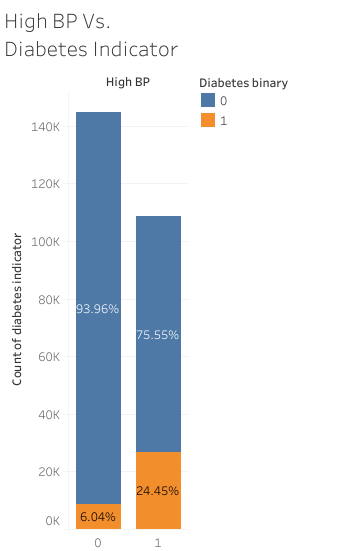 High BP Vs.
Diabetes Indicator
High BP
Diabetes binary
0
1
Count of diabetes indicator
140K
120K
100K
80K
60K
40K
20K
0K
93.96%
75.55%
6.04%
24.45%
0
1